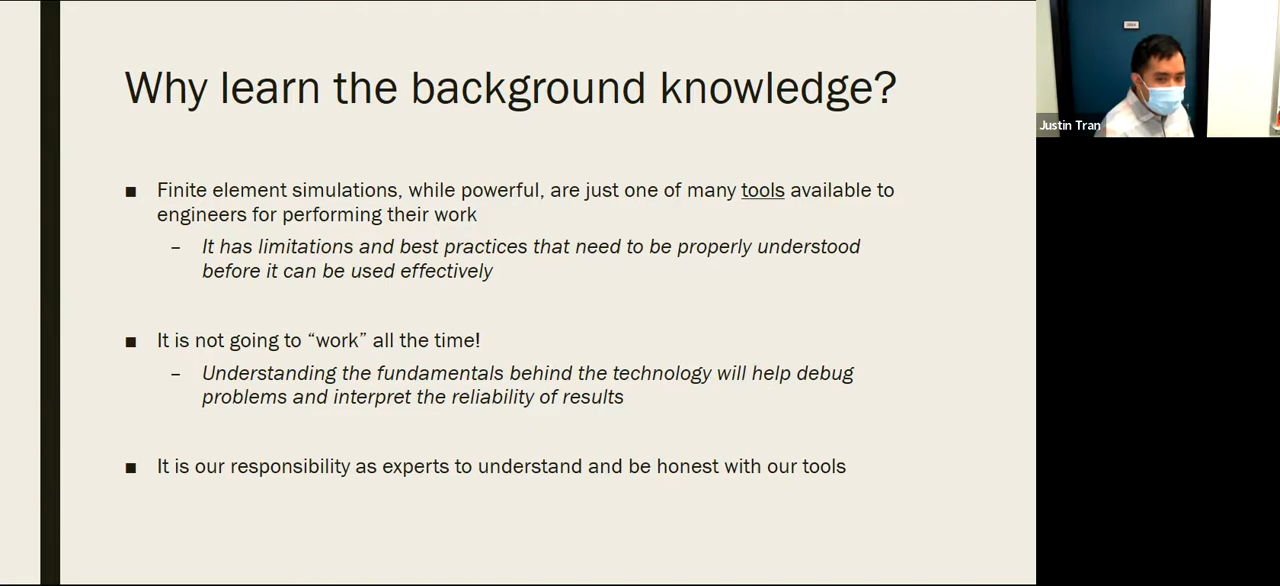 Why learn the background knowledge?
■ Finite element simulations, while powerful, are just one of many tools available to
engineers for performing their work
– It has limitations and best practices that need to be properly understood
before it can be used effectively
■ It is not going to “work” all the time!
– Understanding the fundamentals behind the technology will help debug
problems and interpret the reliability of results
■ It is our responsibility as experts to understand and be honest with our tools
Justin Tran